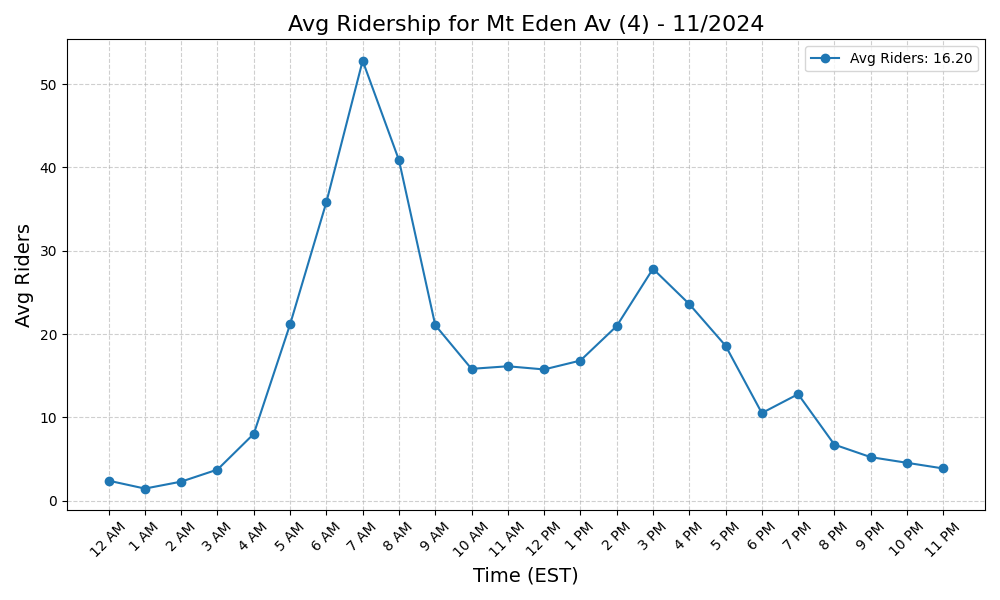 Avg Ridership for Mt Eden Av (4) - 11/2024
Avg Riders: 16.20
Avg Riders
50
40
30
20
10
0
12 AM
1 AM
2 AM
3 AM
4 AM
5 AM
6 AM
7 AM
8 AM
9 AM
10 AM
11 AM
12 PM
1 PM
2 PM
3 PM
4 PM
5 PM
6 PM
7 PM
8 PM
9 PM
10 PM
11 PM
Time (EST)